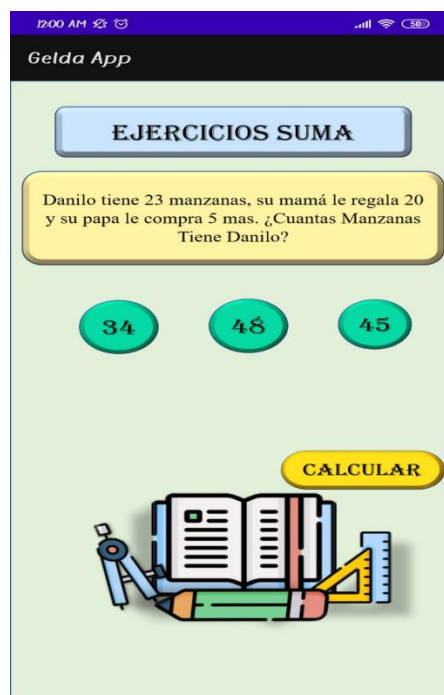 12:00 AM
50
Gelda App
EJERCICIOS SUMA
Danilo tiene 23 manzanas, su mamá le regala 20
y su papa le compra 5 mas. ¿Cuantas Manzanas
Tiene Danilo?
34 48 45
CALCULAR